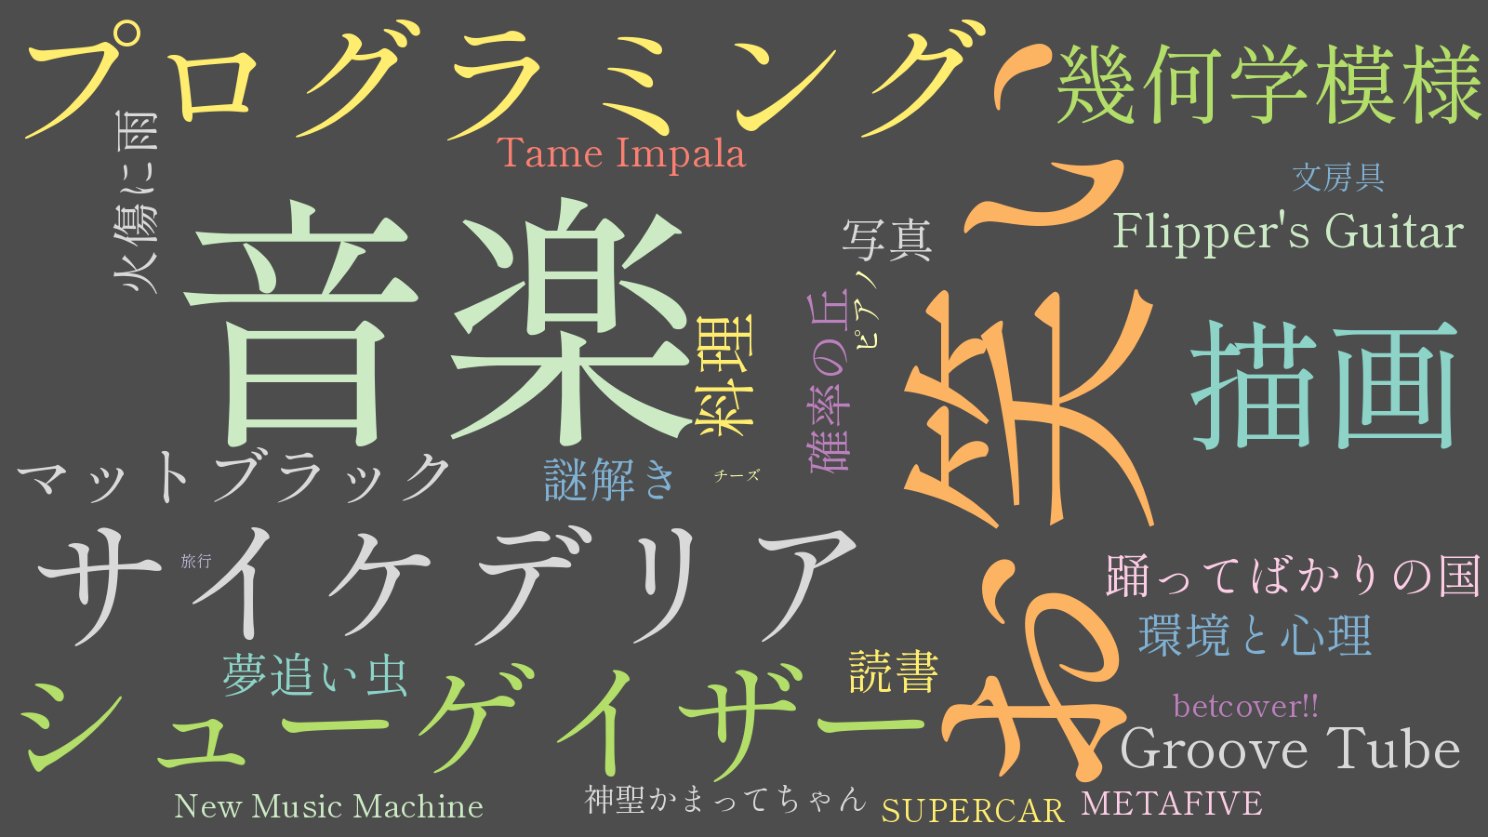 プログラミング
幾何学模様
火傷に雨
Tame Impala
文房具
Flipper's Guitar
写真
音楽
料理
確率の丘
ピアノ
お笑い
描画
マットブラック
謎解き
チーズ
サイケデリア
旅行
踊ってばかりの国
環境と心理
夢追い虫
読書
シューゲイザー
betcover!!
Groove Tube
New Music Machine
神聖かまってちゃん
SUPERCAR
METAFIVE